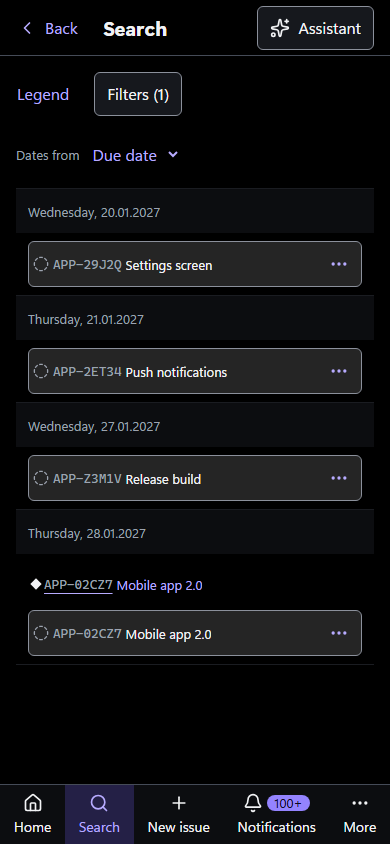 Back
Search
Assistant
Legend
Filters (1)
Dates from
Due date
Wednesday, 20.01.2027
APP-29J2Q Settings screen
Thursday, 21.01.2027
APP-2ET34 Push notifications
Wednesday, 27.01.2027
APP-Z3M1V Release build
Thursday, 28.01.2027
APP-02CZ7 Mobile app 2.0
APP-02CZ7 Mobile app 2.0
100+
Home
Search
New issue
Notifications
More